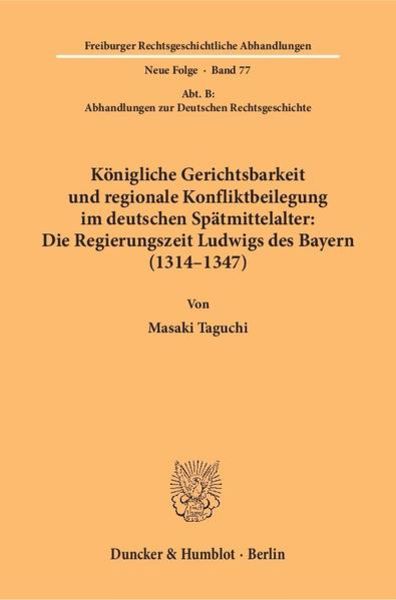 Freiburger Rechtsgeschichtliche Abhandlungen
Neue Folge · Band 77
Abt. B:
Abhandlungen zur Deutschen Rechtsgeschichte
Königliche Gerichtsbarkeit
und regionale Konfliktbeilegung
im deutschen Spätmittelalter:
Die Regierungszeit Ludwigs des Bayern
(1314–1347)
Von
Masaki Taguchi
Duncker & Humblot · Berlin